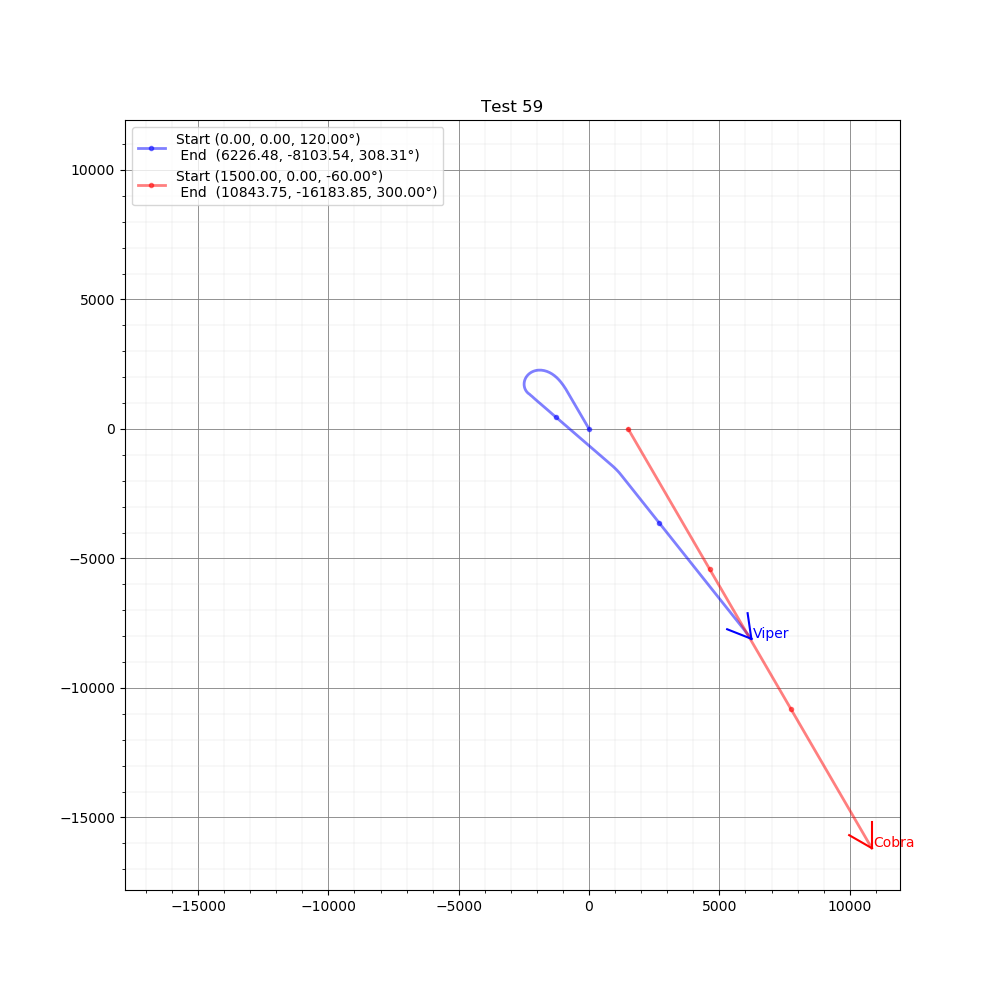 Test 59
Start (0.00, 0.00, 120.00°)
End  (6226.48, -8103.54, 308.31°)
Start (1500.00, 0.00, -60.00°)
End  (10843.75, -16183.85, 300.00°)
10000
5000
0
−5000
−10000
−15000
Viper
Cobra
−15000
−10000
−5000
0
5000
10000